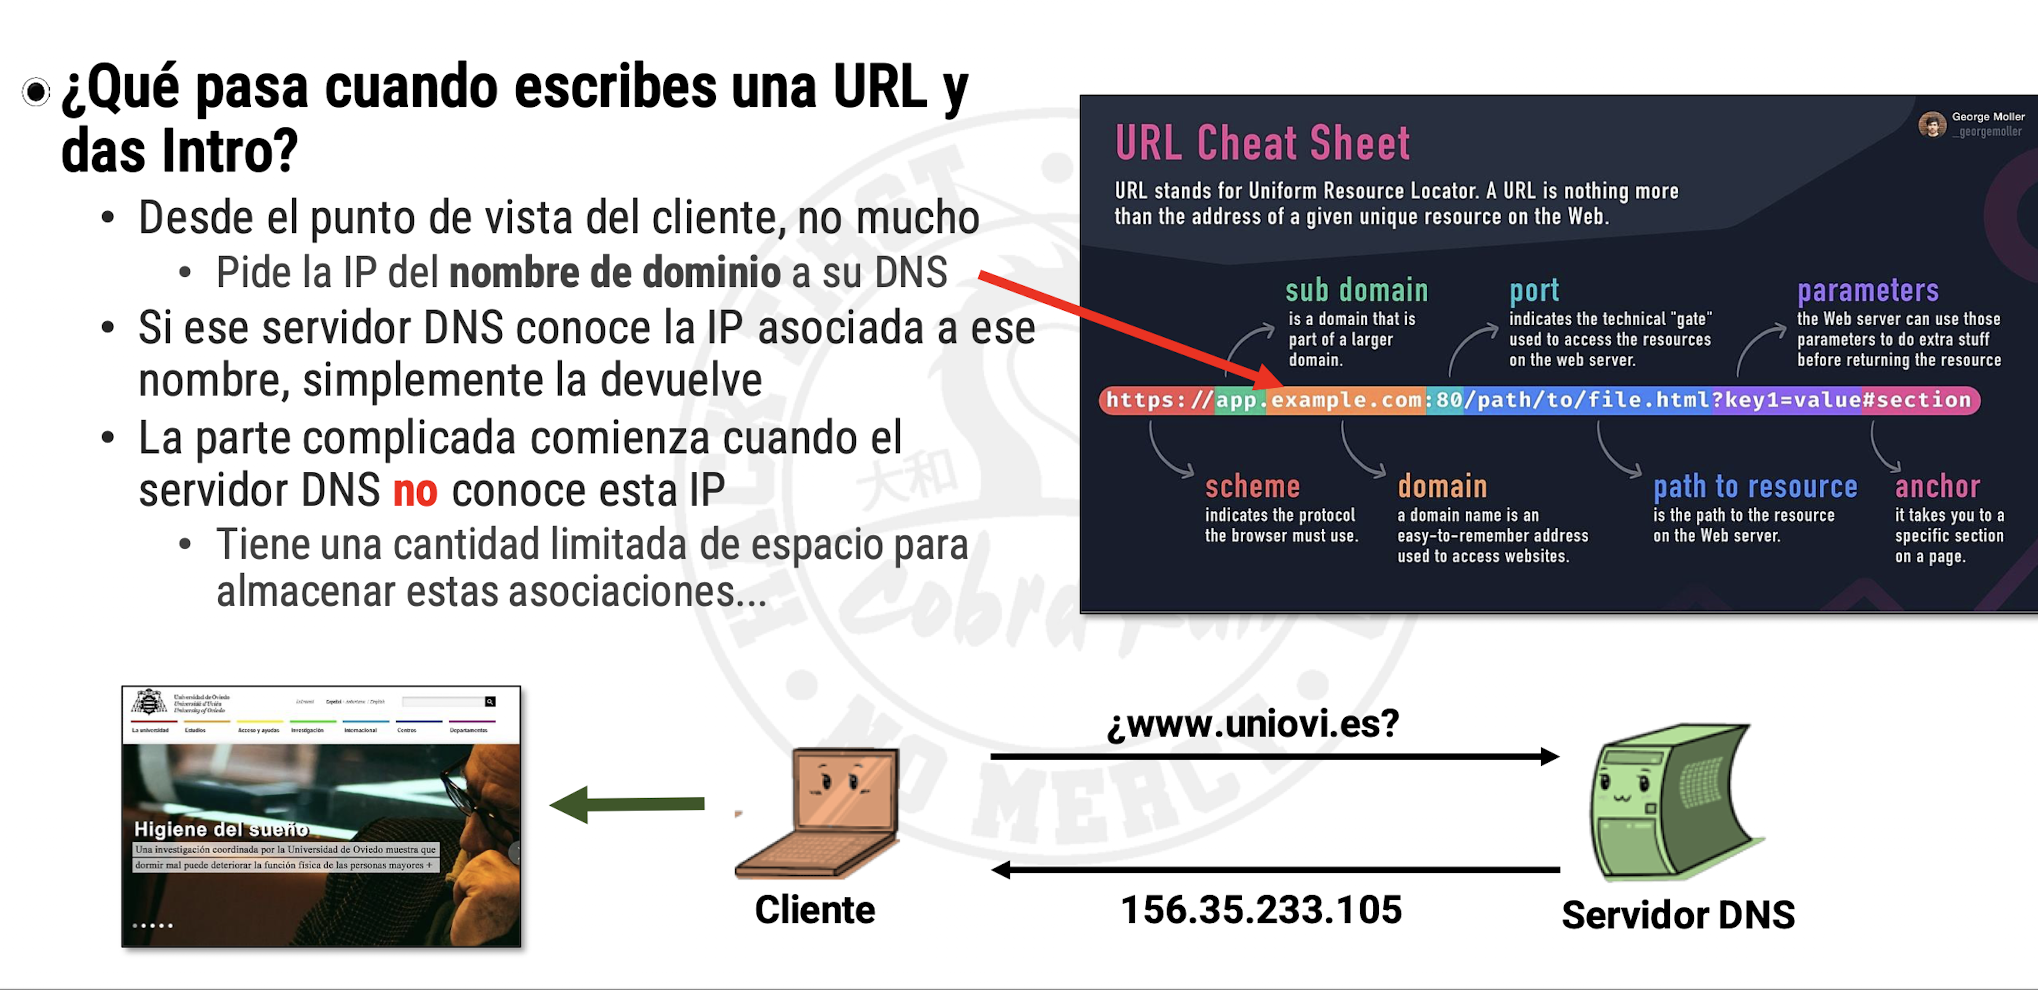 ¿Qué pasa cuando escribes una URL y
das Intro?
• Desde el punto de vista del cliente, no mucho
• Pide la IP del nombre de dominio a su DNS
• Si ese servidor DNS conoce la IP asociada a ese
nombre, simplemente la devuelve
• La parte complicada comienza cuando el
servidor DNS no conoce esta IP
• Tiene una cantidad limitada de espacio para
almacenar estas asociaciones...
URL Cheat Sheet
George Moller
_georgemoller
URL stands for Uniform Resource Locator. A URL is nothing more
than the address of a given unique resource on the Web.
sub domain
is a domain that is
part of a larger
domain.
port
indicates the technical "gate"
used to access the resources
on the web server.
parameters
the Web server can use those
parameters to do extra stuff
before returning the resource
https://app.example.com:80/path/to/file.html?key1=value#section
scheme
indicates the protocol
the browser must use.
domain
a domain name is an
easy-to-remember address
used to access websites.
path to resource
is the path to the resource
on the Web server.
anchor
it takes you to a
specific section
on a page.
大和
Cobra
NO MERCY
Universidad de Oviedo
Universidá d'Uviéu
University of Oviedo
Español Asturianu English
La universidad Estudios Acceso y ayudas Investigación Internacional Centros Departamentos
Higiene del sueño
Una investigación coordinada por la Universidad de Oviedo muestra que
dormir mal puede deteriorar la función física de las personas mayores +
¿www.uniovi.es?
156.35.233.105
Cliente
Servidor DNS